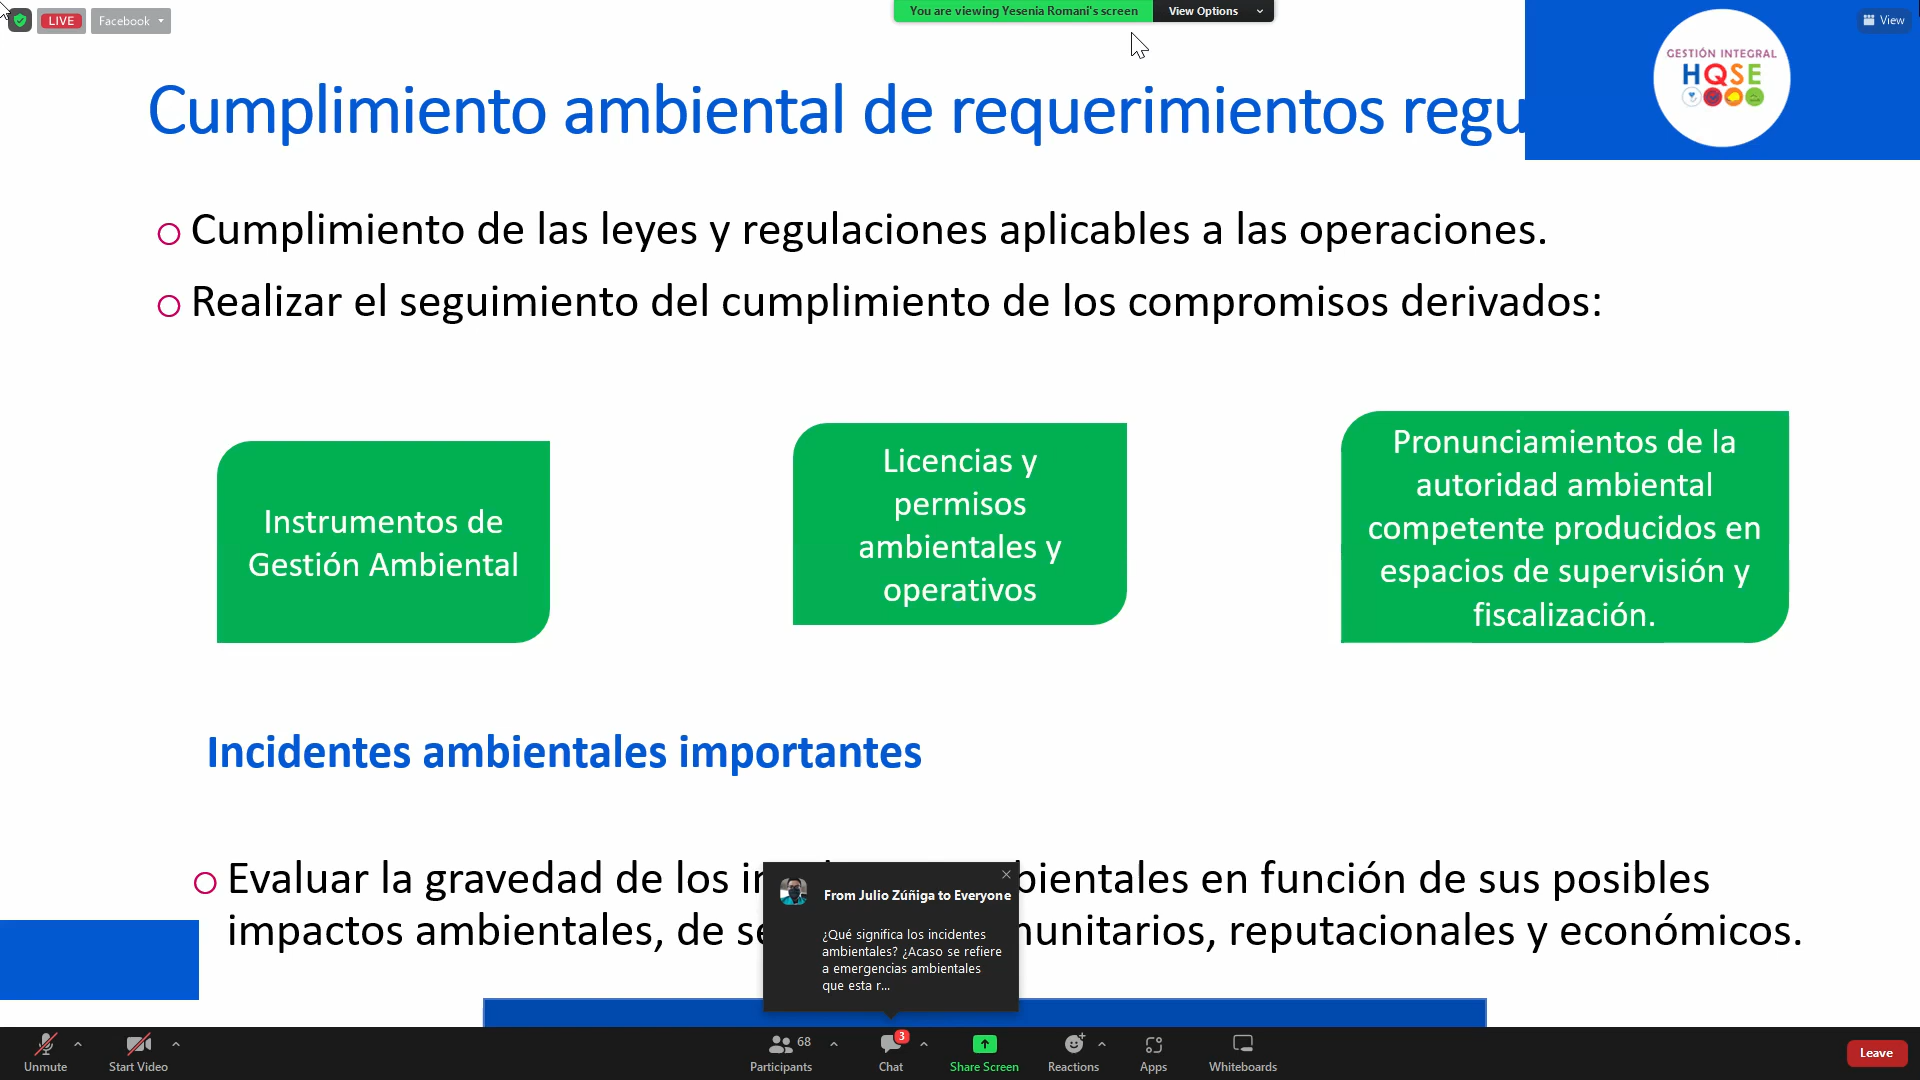 LIVE
Facebook
You are viewing Yesenia Romani's screen
View Options
View
GESTIÓN INTEGRAL
HQSE
Cumplimiento ambiental de requerimientos
Cumplimiento de las leyes y regulaciones aplicables a las operaciones.
Realizar el seguimiento del cumplimiento de los compromisos derivados:
Instrumentos de
Gestión Ambiental
Licencias y
permisos
ambientales y
operativos
Pronunciamientos de la
autoridad ambiental
competente producidos en
espacios de supervisión y
fiscalización.
Incidentes ambientales importantes
Evaluar la gravedad de los en función de sus posibles
impactos ambientales, de reputacionales y económicos.
From Julio Zúñiga to Everyone
¿Qué significa los incidentes
ambientales? ¿Acaso se refiere
a emergencias ambientales
que esta r...
Unmute
Start Video
68
Participants
3
Chat
Share Screen
Reactions
Apps
Whiteboards
Leave